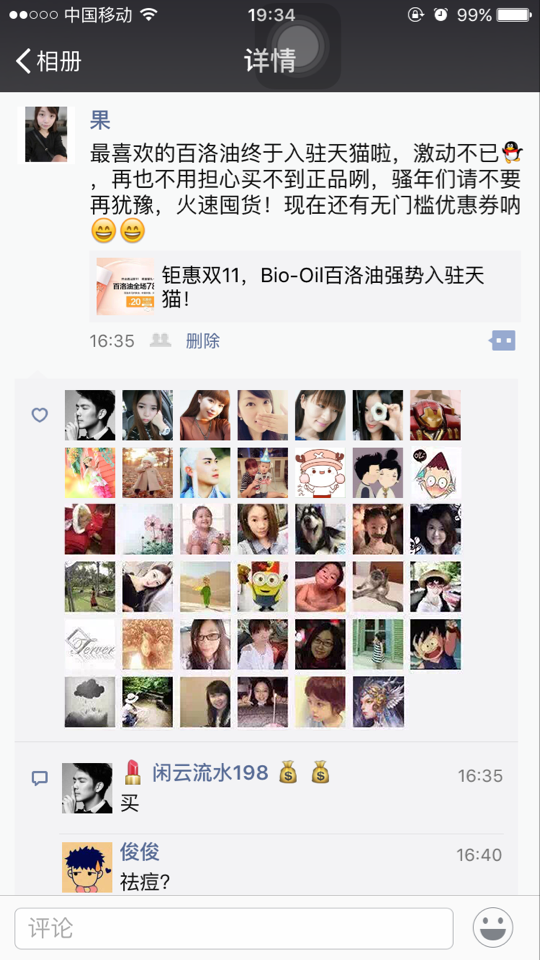 中国移动
19:34
99%
相册
详情
果
最喜欢的百洛油终于入驻天猫啦，激动不已
，再也不用担心买不到正品咧，骚年们请不要
再犹豫，火速囤货！现在还有无门槛优惠券呐
百洛油全场78
20
钜惠双11，Bio-Oil百洛油强势入驻天
猫！
16:35
删除
闲云流水198
16:35
买
俊俊
16:40
祛痘?
评论